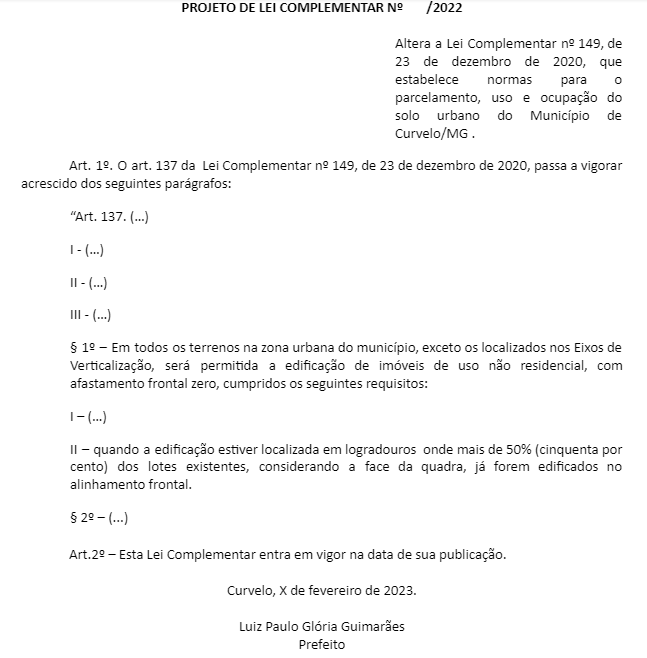 PROJETO DE LEI COMPLEMENTAR Nº /2022
Altera a Lei Complementar nº 149, de
23 de dezembro de 2020, que
estabelece normas para o
parcelamento, uso e ocupação do
solo urbano do Município de
Curvelo/MG .
Art. 1º. O art. 137 da Lei Complementar nº 149, de 23 de dezembro de 2020, passa a vigorar
acrescido dos seguintes parágrafos:
“Art. 137. (...)
I - (...)
II - (...)
III - (...)
§ 1º – Em todos os terrenos na zona urbana do município, exceto os localizados nos Eixos de
Verticalização, será permitida a edificação de imóveis de uso não residencial, com
afastamento frontal zero, cumpridos os seguintes requisitos:
I – (...)
II – quando a edificação estiver localizada em logradouros onde mais de 50% (cinquenta por
cento) dos lotes existentes, considerando a face da quadra, já forem edificados no
alinhamento frontal.
§ 2º – (...)
Art.2º – Esta Lei Complementar entra em vigor na data de sua publicação.
Curvelo, X de fevereiro de 2023.
Luiz Paulo Glória Guimarães
Prefeito